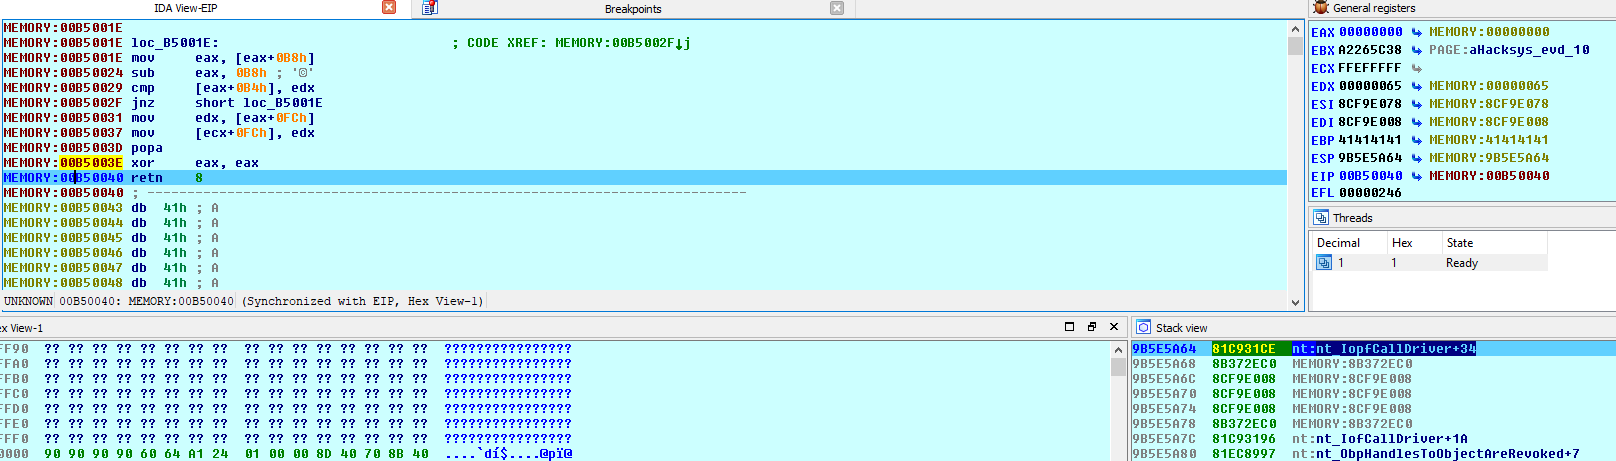 IDA View-EIP
Breakpoints
General registers
MEMORY:00B5001E
MEMORY:00B5001E loc_B5001E: ; CODE XREF: MEMORY:00B5002F↓j
MEMORY:00B5001E mov eax, [eax+0B8h]
MEMORY:00B50024 sub eax, 0B8h ; '©'
MEMORY:00B50029 cmp [eax+0B4h], edx
MEMORY:00B5002F jnz short loc_B5001E
MEMORY:00B50031 mov edx, [eax+0FCh]
MEMORY:00B50037 mov [ecx+0FCh], edx
MEMORY:00B5003D popa
MEMORY:00B5003E xor eax, eax
MEMORY:00B50040 retn 8
MEMORY:00B50040 ; ---------------------------------------------------------------------------
MEMORY:00B50043 db 41h ; A
MEMORY:00B50044 db 41h ; A
MEMORY:00B50045 db 41h ; A
MEMORY:00B50046 db 41h ; A
MEMORY:00B50047 db 41h ; A
MEMORY:00B50048 db 41h ; A
UNKNOWN 00B50040: MEMORY:00B50040 (Synchronized with EIP, Hex View-1)
EAX 00000000 MEMORY:00000000
EBX A2265C38 PAGE:aHacksys_evd_10
ECX FFEFFFFF
EDX 00000065 MEMORY:00000065
ESI 8CF9E078 MEMORY:8CF9E078
EDI 8CF9E008 MEMORY:8CF9E008
EBP 41414141 MEMORY:41414141
ESP 9B5E5A64 MEMORY:9B5E5A64
EIP 00B50040 MEMORY:00B50040
EFL 00000246
Threads
Decimal Hex State
1 1 Ready
ex View-1
FF90 ?? ?? ?? ?? ?? ?? ?? ?? ?? ?? ?? ?? ?? ?? ?? ?? ????????????????
FFA0 ?? ?? ?? ?? ?? ?? ?? ?? ?? ?? ?? ?? ?? ?? ?? ?? ????????????????
FFB0 ?? ?? ?? ?? ?? ?? ?? ?? ?? ?? ?? ?? ?? ?? ?? ?? ????????????????
FFC0 ?? ?? ?? ?? ?? ?? ?? ?? ?? ?? ?? ?? ?? ?? ?? ?? ????????????????
FFD0 ?? ?? ?? ?? ?? ?? ?? ?? ?? ?? ?? ?? ?? ?? ?? ?? ????????????????
FFE0 ?? ?? ?? ?? ?? ?? ?? ?? ?? ?? ?? ?? ?? ?? ?? ?? ????????????????
FFF0 ?? ?? ?? ?? ?? ?? ?? ?? ?? ?? ?? ?? ?? ?? ?? ?? ????????????????
0000 90 90 90 90 60 64 A1 24 01 00 00 8D 40 70 8B 40 ....`dí$....@pï@
Stack view
9B5E5A64 81C931CE nt:nt_IopfCallDriver+34
9B5E5A68 8B372EC0 MEMORY:8B372EC0
9B5E5A6C 8CF9E008 MEMORY:8CF9E008
9B5E5A70 8CF9E008 MEMORY:8CF9E008
9B5E5A74 8CF9E008 MEMORY:8CF9E008
9B5E5A78 8B372EC0 MEMORY:8B372EC0
9B5E5A7C 81C93196 nt:nt_IofCallDriver+1A
9B5E5A80 81EC8997 nt:nt_ObpHandlesToObjectAreRevoked+7